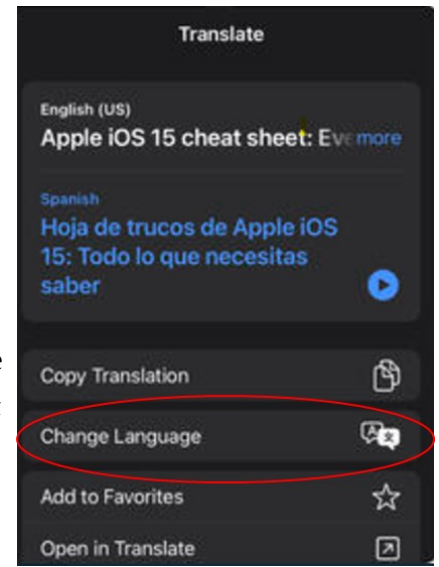 Translate
English (US)
Apple iOS 15 cheat sheet: Eve more
Spanish
Hoja de trucos de Apple iOS
15: Todo lo que necesitas
saber
Copy Translation
Change Language
Add to Favorites
Open in Translate